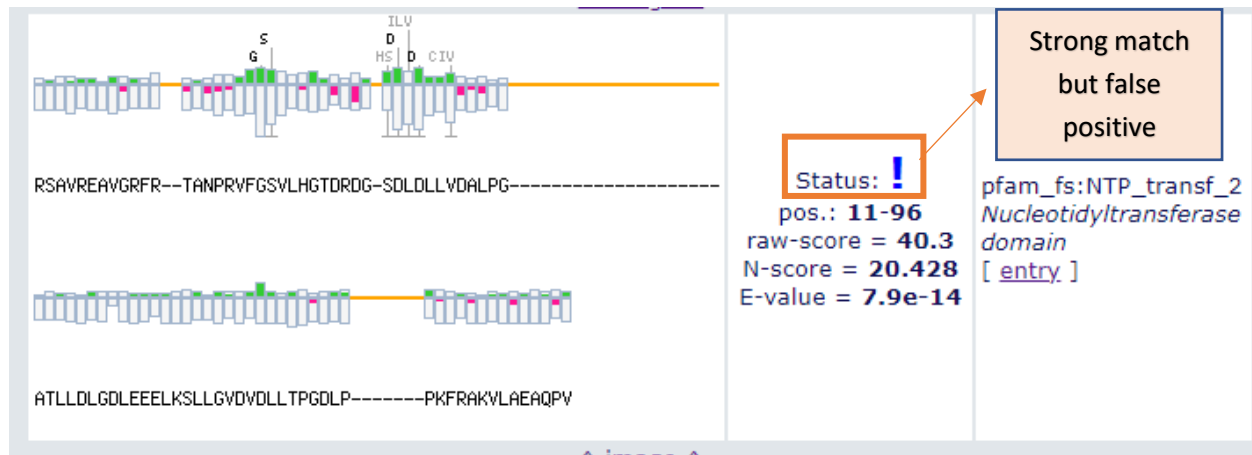 ILV
S D
G HS D CIV
RSAVREAVGRFR--TANPRVFGSVLHGTDRDG-SDLDLLVDALPG--------------------
ATLLDLGDLEEELKSLLGVDVDLLTPGDLP-------PKFRAKVLAEAQPV
Status: !
pos.: 11-96
raw-score = 40.3
N-score = 20.428
E-value = 7.9e-14
Strong match
but false
positive
pfam_fs:NTP_transf_2
Nucleotidyltransferase
domain
[ entry ]